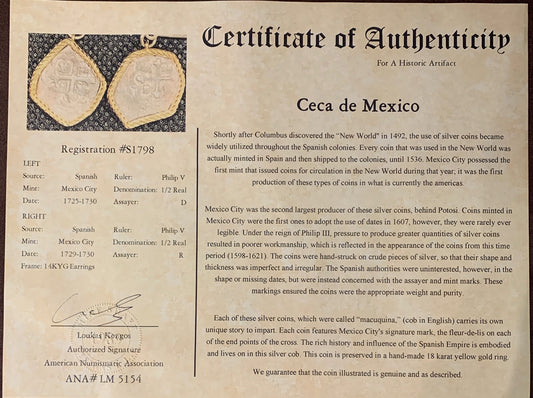 Certificate of Authenticity
For A Historic Artifact
Ceca de Mexico
Registration #S1798
LEFT
Source: Spanish Ruler: Philip V
Mint: Mexico City Denomination: 1/2 Real
Date: 1725-1730 Assayer: D
RIGHT
Source: Spanish Ruler: Philip V
Mint: Mexico City Denomination: 1/2 Real
Date: 1729-1730 Assayer: R
Frame: 14KYG Earrings
Loukas Kozgos
Authorized Signature
American Numismatic Association
ANA# LM 5154
Shortly after Columbus discovered the "New World" in 1492, the use of silver coins became
widely utilized throughout the Spanish colonies. Every coin that was used in the New World was
actually minted in Spain and then shipped to the colonies, until 1536. Mexico City possessed the
first mint that issued coins for circulation in the New World during that year; it was the first
production of these types of coins in what is currently the americas.
Mexico City was the second largest producer of these silver coins, behind Potosi. Coins minted in
Mexico City were the first ones to adopt the use of dates in 1607; however, they were rarely ever
legible. Under the reign of Philip III, pressure to produce greater quantities of silver coins
resulted in poorer workmanship, which is reflected in the appearance of the coins from this time
period (1598-1621). The coins were hand-struck on crude pieces of silver, so that their shape and
thickness was imperfect and irregular. The Spanish authorities were uninterested, however, in the
shape or missing dates, but were instead concerned with the assayer and mint marks. These
markings ensured the coins were the appropriate weight and purity.
Each of these silver coins, which were called "macuquina," (cob in English) carries its own
unique story to impart. Each coin features Mexico City's signature mark, the fleur-de-lis on each
of the end points of the cross. The rich history and influence of the Spanish Empire is embodied
and lives on in this silver cob. This coin is preserved in a hand-made 18 karat yellow gold ring.
We guarantee that the coin illustrated is genuine and as described.